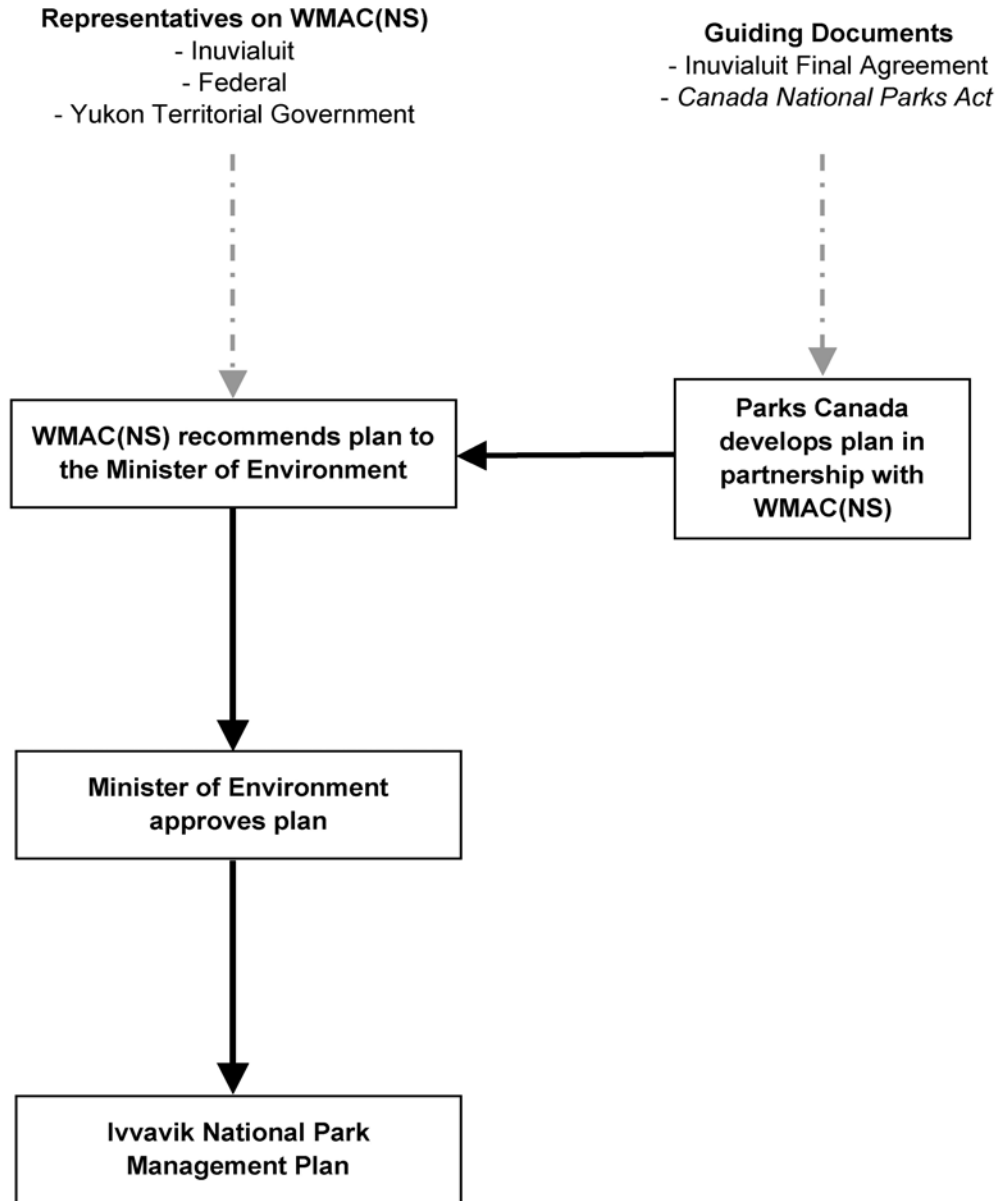 Representatives on WMAC(NS)
- Inuvialuit
- Federal
- Yukon Territorial Government
Guiding Documents
- Inuvialuit Final Agreement
- Canada National Parks Act
WMAC(NS) recommends plan to
the Minister of Environment
Parks Canada
develops plan in
partnership with
WMAC(NS)
Minister of Environment
approves plan
Ivvavik National Park
Management Plan